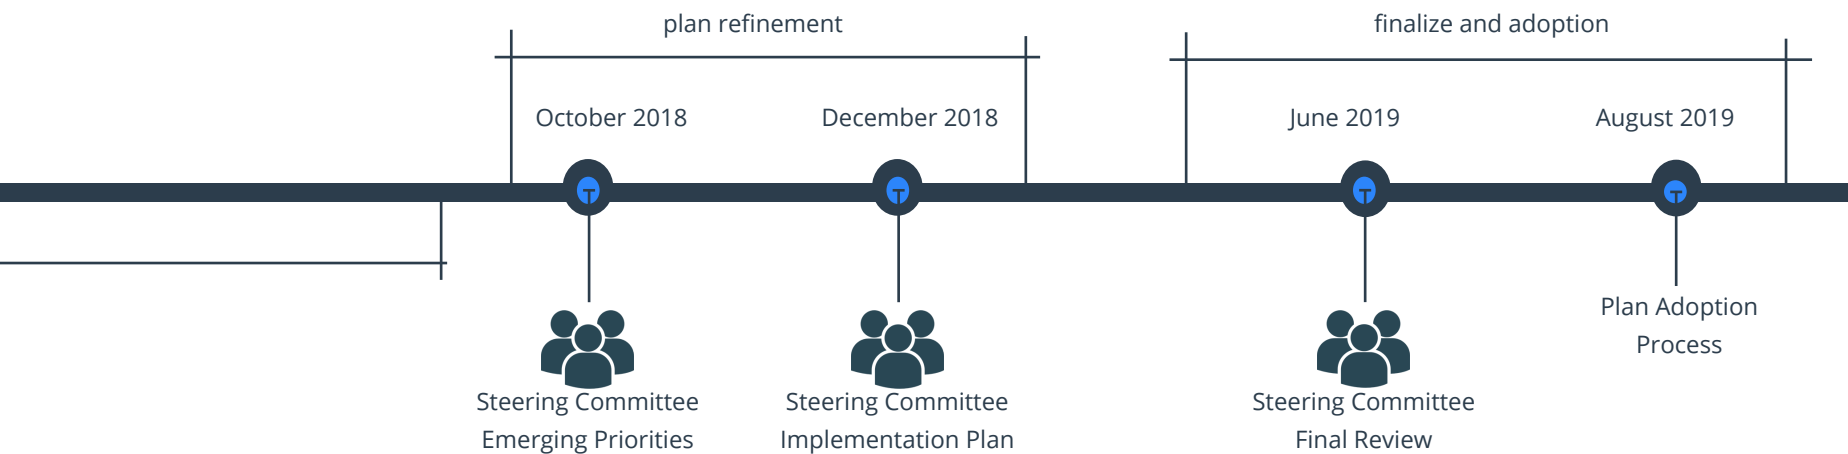 plan refinement
finalize and adoption
October 2018
December 2018
June 2019
August 2019
Steering Committee
Emerging Priorities
Steering Committee
Implementation Plan
Steering Committee
Final Review
Plan Adoption
Process